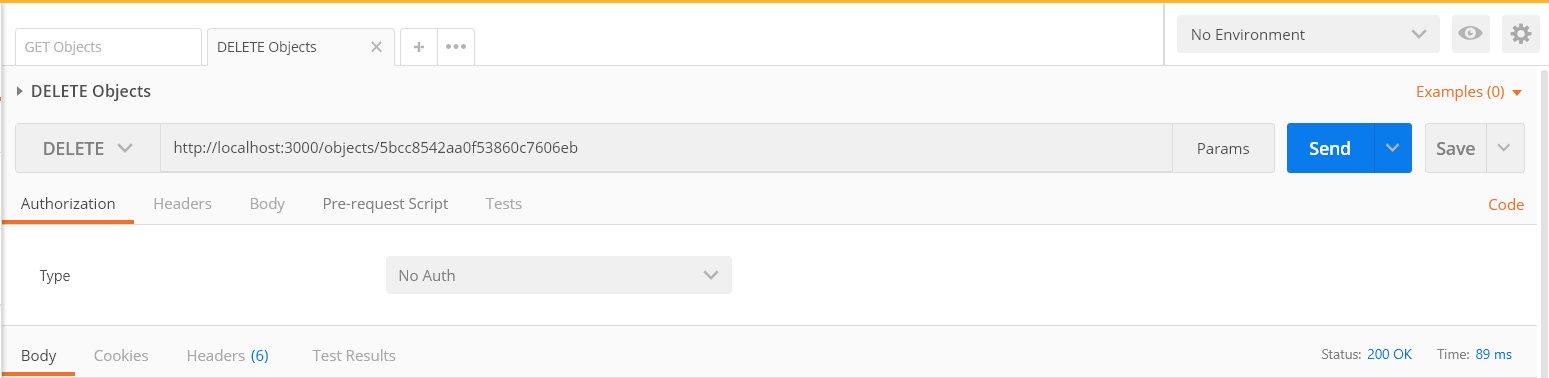 GET Objects DELETE Objects No Environment
DELETE Objects Examples (0)
DELETE http://localhost:3000/objects/5bcc8542aa0f53860c7606eb Params Send Save
Authorization Headers Body Pre-request Script Tests Code
Type No Auth
Body Cookies Headers (6) Test Results Status: 200 OK Time: 89 ms